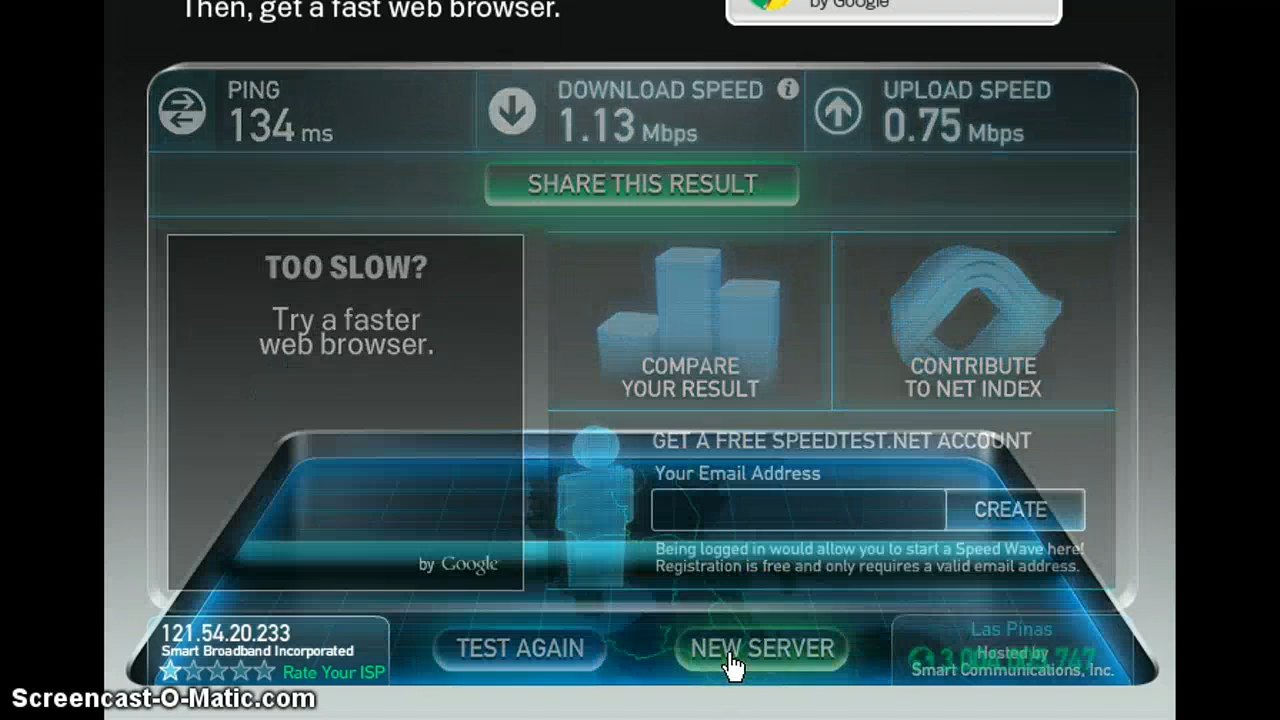 Then, get a fast web browser.
by Google
PING
134 ms
DOWNLOAD SPEED
1.13 Mbps
UPLOAD SPEED
0.75 Mbps
SHARE THIS RESULT
TOO SLOW?
Try a faster
web browser.
by Google
COMPARE
YOUR RESULT
CONTRIBUTE
TO NET INDEX
GET A FREE SPEEDTEST.NET ACCOUNT
Your Email Address
CREATE
Being logged in would allow you to start a Speed Wave here!
Registration is free and only requires a valid email address.
121.54.20.233
Smart Broadband Incorporated
Rate Your ISP
TEST AGAIN
NEW SERVER
Las Pinas
Hosted by
Smart Communications, Inc.
Screencast-O-Matic.com